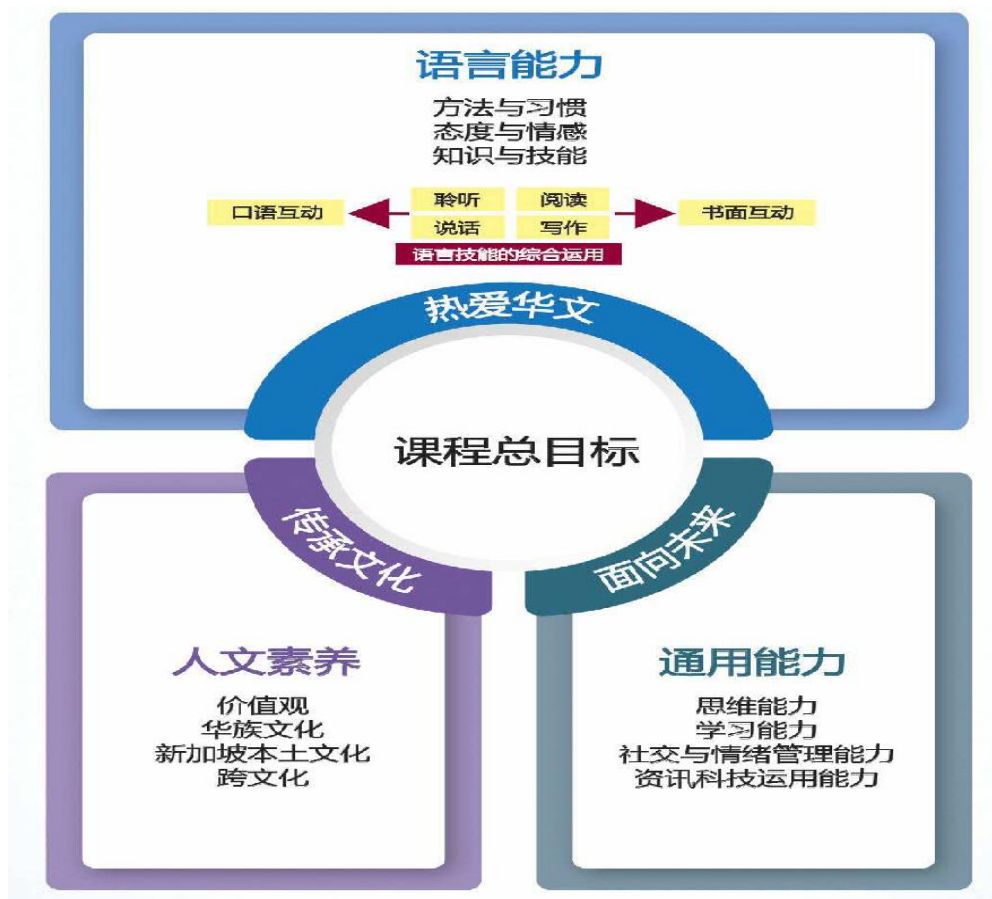 语言能力
方法与习惯
态度与情感
知识与技能
口语互动
聆听
阅读
说话
写作
书面互动
语言技能的综合运用
热爱华文
课程总目标
传承文化
面向未来
人文素养
价值观
华族文化
新加坡本土文化
跨文化
通用能力
思维能力
学习能力
社交与情绪管理能力
资讯科技运用能力